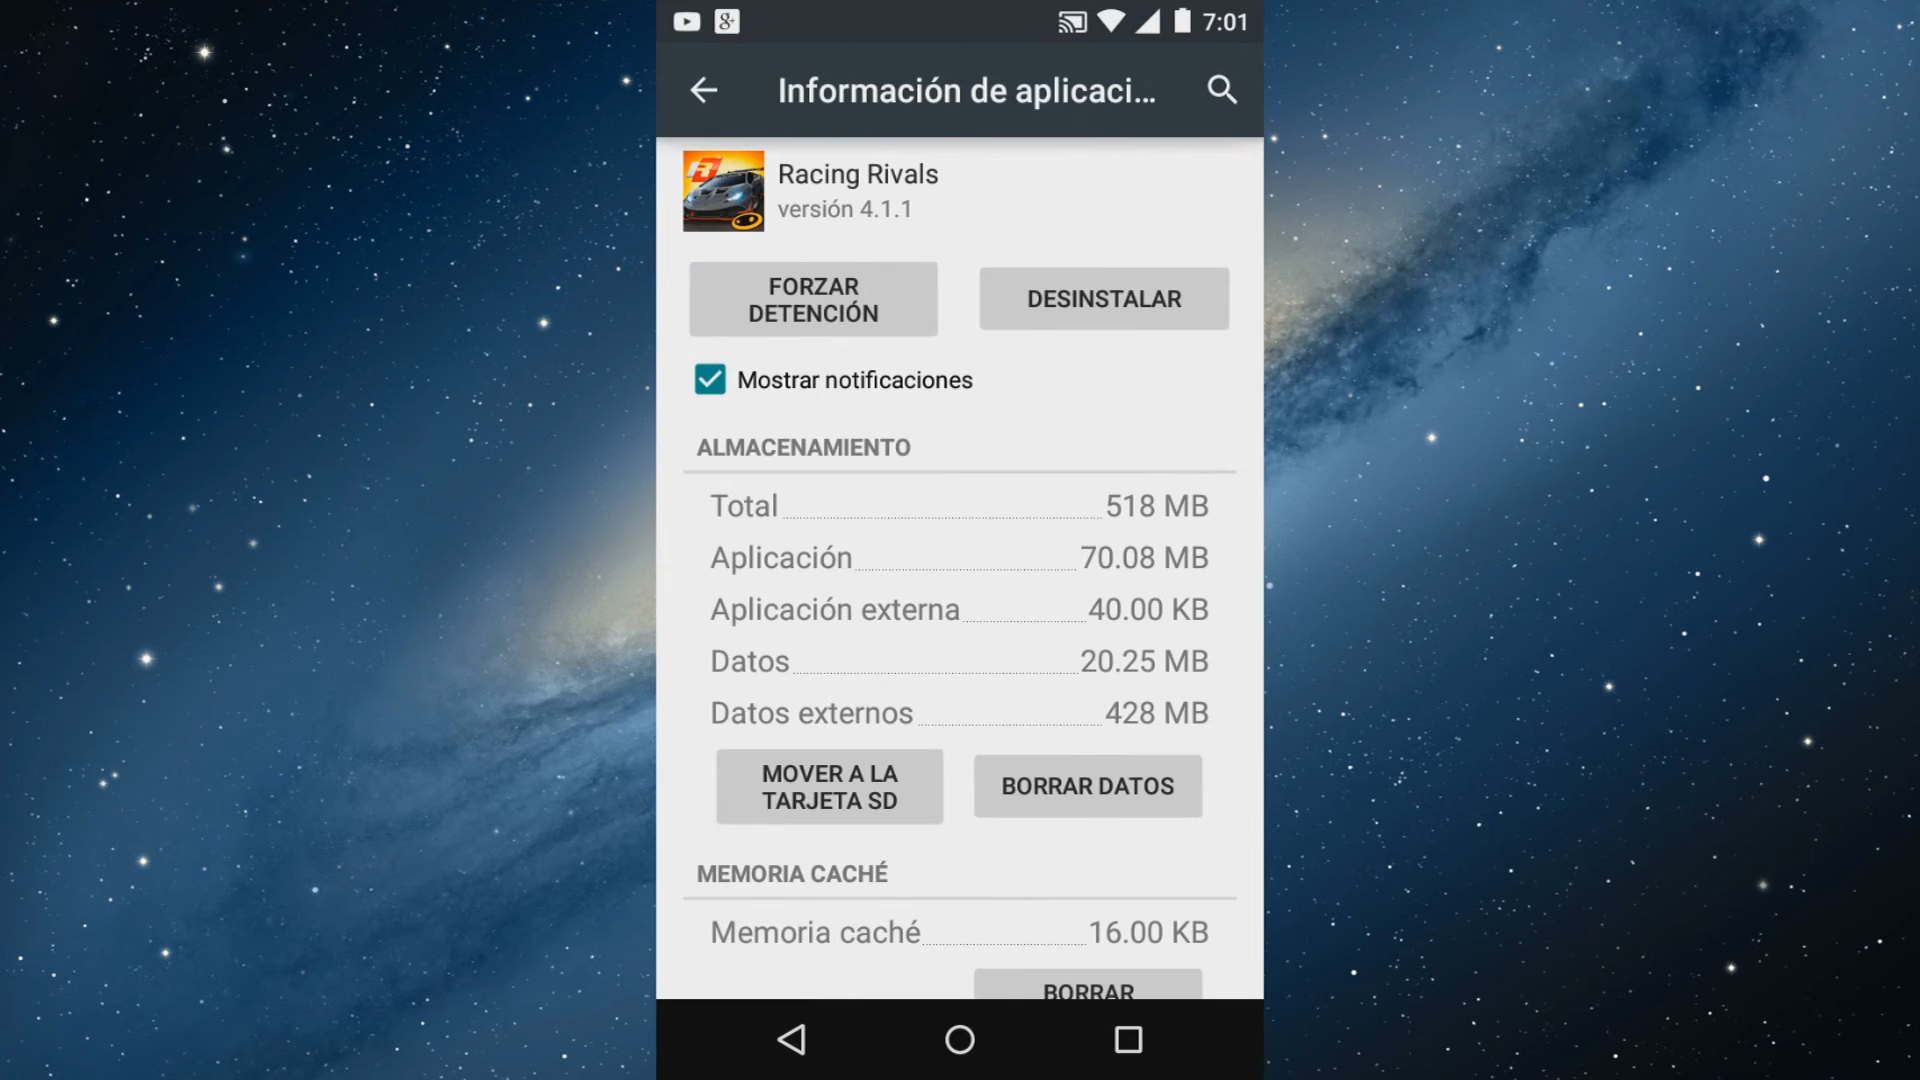 7:01
Información de aplicaci...
Racing Rivals
versión 4.1.1
FORZAR
DETENCIÓN
DESINSTALAR
Mostrar notificaciones
ALMACENAMIENTO
Total 518 MB
Aplicación 70.08 MB
Aplicación externa 40.00 KB
Datos 20.25 MB
Datos externos 428 MB
MOVER A LA
TARJETA SD
BORRAR DATOS
MEMORIA CACHÉ
Memoria caché 16.00 KB
BORRAR